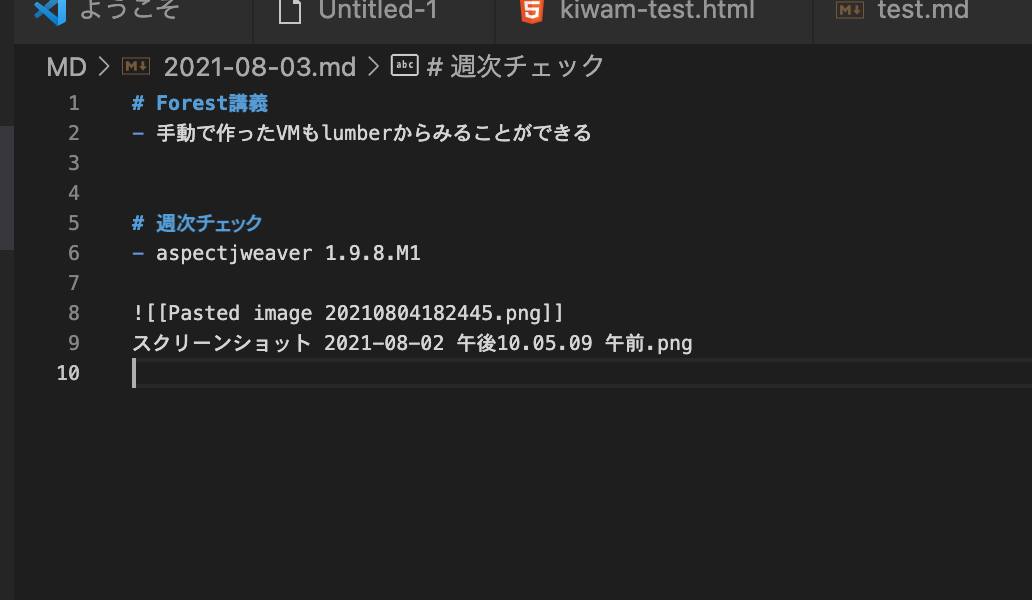 ようこそ
Untitled-1
kiwam-test.html
test.md
MD > 2021-08-03.md > # 週次チェック
1 # Forest講義
2 - 手動で作ったVMもlumberからみることができる
3
4
5 # 週次チェック
6 - aspectjweaver 1.9.8.M1
7
8 ![[Pasted image 20210804182445.png]]
9 スクリーンショット 2021-08-02 午後10.05.09 午前.png
10